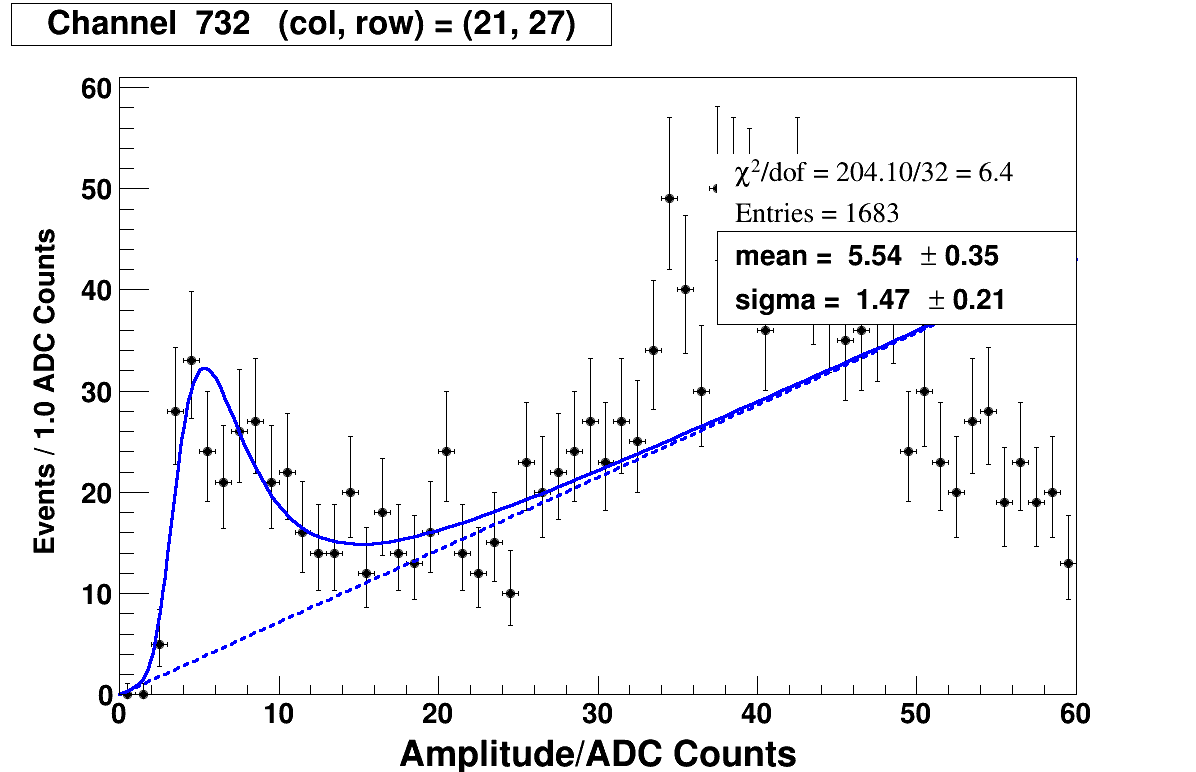 Channel 732 (col, row) = (21, 27)
60
50
40
30
20
10
0
Events / 1.0 ADC Counts
χ²/dof = 204.10/32 = 6.4
Entries = 1683
mean = 5.54 ± 0.35
sigma = 1.47 ± 0.21
0 10 20 30 40 50 60
Amplitude/ADC Counts